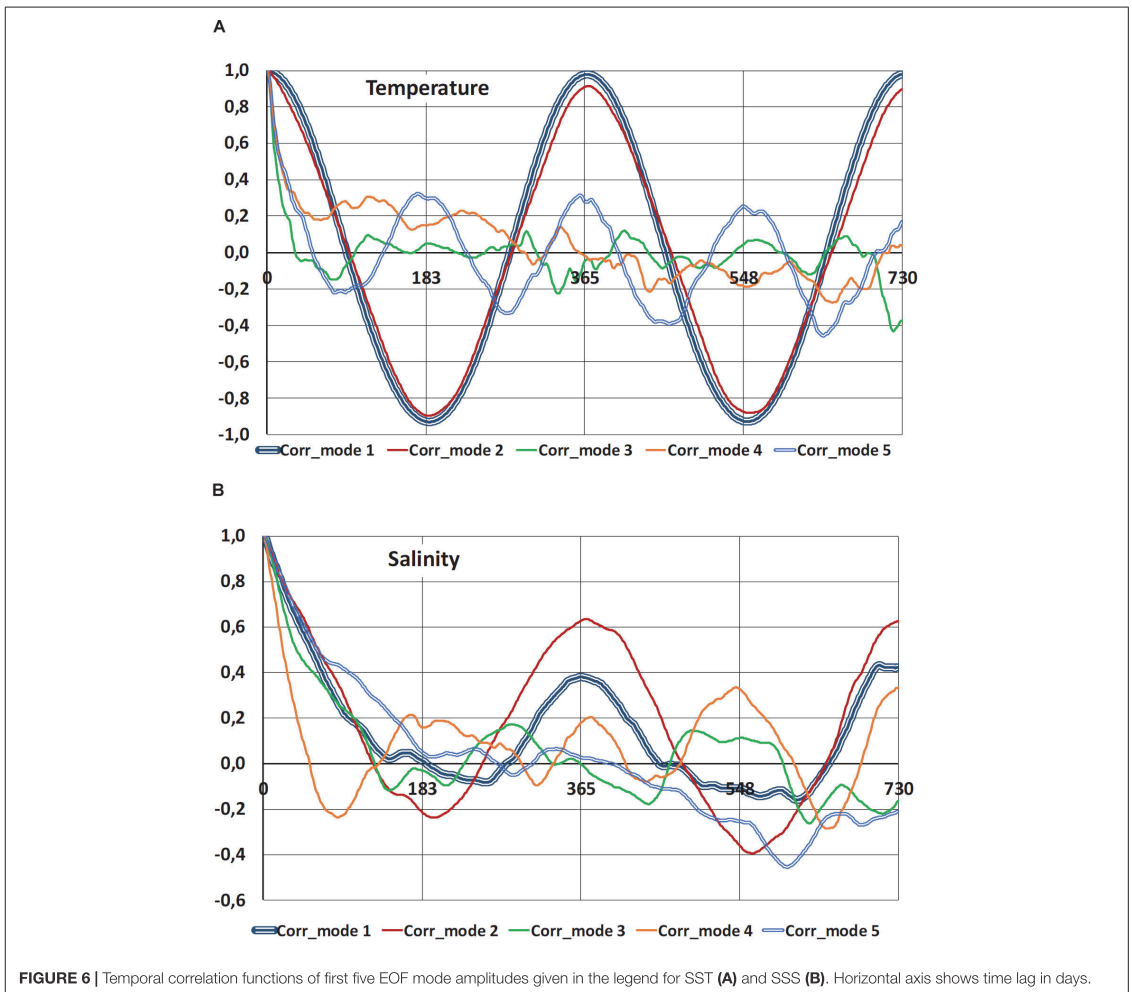 A
Temperature
1,0
0,8
0,6
0,4
0,2
0,0
-0,2
-0,4
-0,6
-0,8
-1,0
0 183 365 548 730
Corr_mode 1 Corr_mode 2 Corr_mode 3 Corr_mode 4 Corr_mode 5
B
Salinity
1,0
0,8
0,6
0,4
0,2
0,0
-0,2
-0,4
-0,6
0 183 365 548 730
Corr_mode 1 Corr_mode 2 Corr_mode 3 Corr_mode 4 Corr_mode 5
FIGURE 6 | Temporal correlation functions of first five EOF mode amplitudes given in the legend for SST (A) and SSS (B). Horizontal axis shows time lag in days.